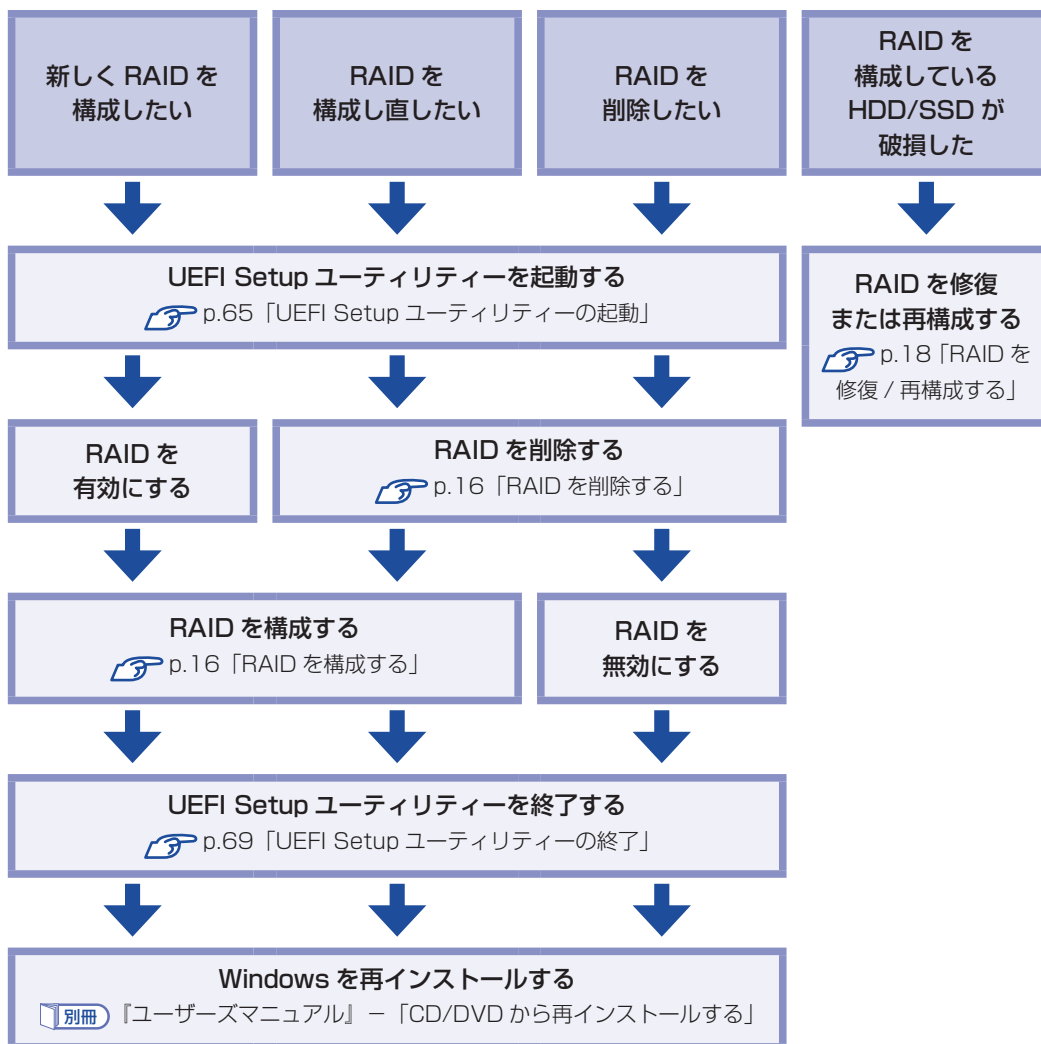 新しく RAID を
構成したい
RAID を
構成し直したい
RAID を
削除したい
RAID を
構成している
HDD/SSD が
破損した
UEFI Setup ユーティリティーを起動する
p.65「UEFI Setup ユーティリティーの起動」
RAID を修復
または再構成する
p.18「RAID を
修復 / 再構成する」
RAID を
有効にする
RAID を削除する
p.16「RAID を削除する」
RAID を構成する
p.16「RAID を構成する」
RAID を
無効にする
UEFI Setup ユーティリティーを終了する
p.69「UEFI Setup ユーティリティーの終了」
Windows を再インストールする
別冊 『ユーザーズマニュアル』－「CD/DVD から再インストールする」